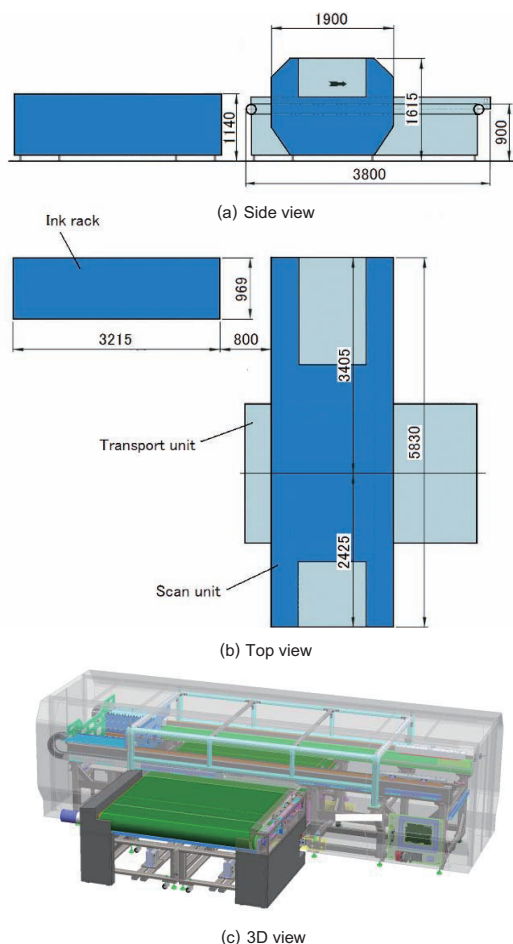 1900
1140
1615
900
3800
(a) Side view
Ink rack
969
3215
800
3405
Transport unit
5830
2425
Scan unit
(b) Top view
(c) 3D view